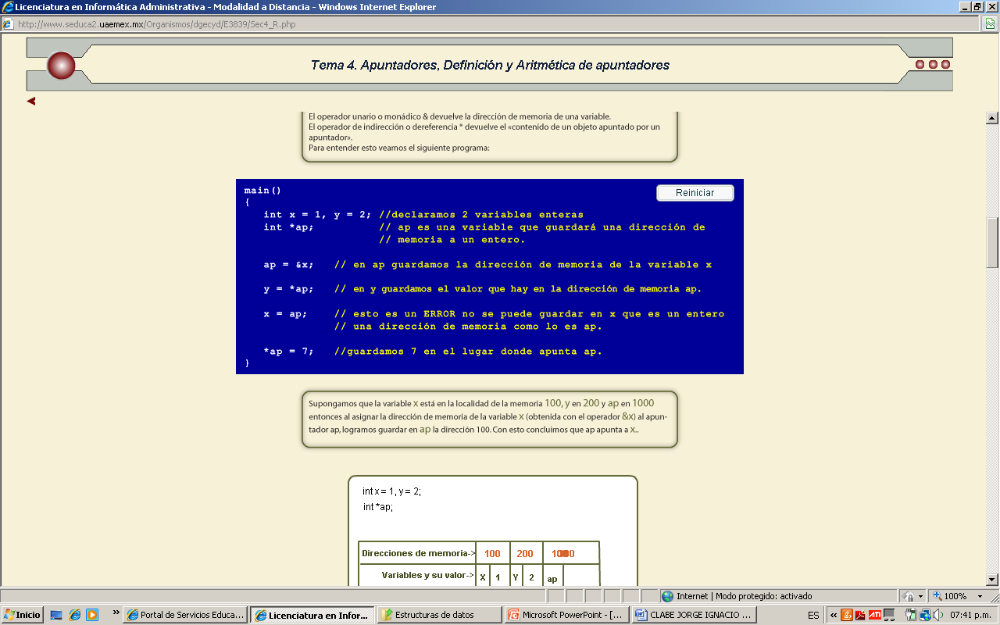 Licenciatura en Informática Administrativa - Modalidad a Distancia - Windows Internet Explorer
http://www.seduca2.uaemex.mx/Organismos/dgecyd/E3839/Sec4_R.php
Tema 4. Apuntadores, Definición y Aritmética de apuntadores
El operador unario o monádico & devuelve la dirección de memoria de una variable.
El operador de indirección o dereferencia * devuelve el «contenido de un objeto apuntado por un
apuntador».
Para entender esto veamos el siguiente programa:
Reiniciar
main()
{
int x = 1, y = 2; //declaramos 2 variables enteras
int *ap; // ap es una variable que guardará una dirección de
// memoria a un entero.
ap = &x; // en ap guardamos la dirección de memoria de la variable x
y = *ap; // en y guardamos el valor que hay en la dirección de memoria ap.
x = ap; // esto es un ERROR no se puede guardar en x que es un entero
// una dirección de memoria como lo es ap.
*ap = 7; //guardamos 7 en el lugar donde apunta ap.
}
Supongamos que la variable x está en la localidad de la memoria 100, y en 200 y ap en 1000
entonces al asignar la dirección de memoria de la variable x (obtenida con el operador &x) al apun-
tador ap, logramos guardar en ap la dirección 100. Con esto concluimos que ap apunta a x..
int x = 1, y = 2;
int *ap;
Direcciones de memoria-> 100 200
Variables y su valor-> X 1 Y 2 ap
Internet | Modo protegido: activado
100%
Inicio
»
Portal de Servicios Educa...
Licenciatura en Infor...
Estructuras de datos
Microsoft PowerPoint - [...
CLABE JORGE IGNACIO ...
ES
«
07:41 p.m.